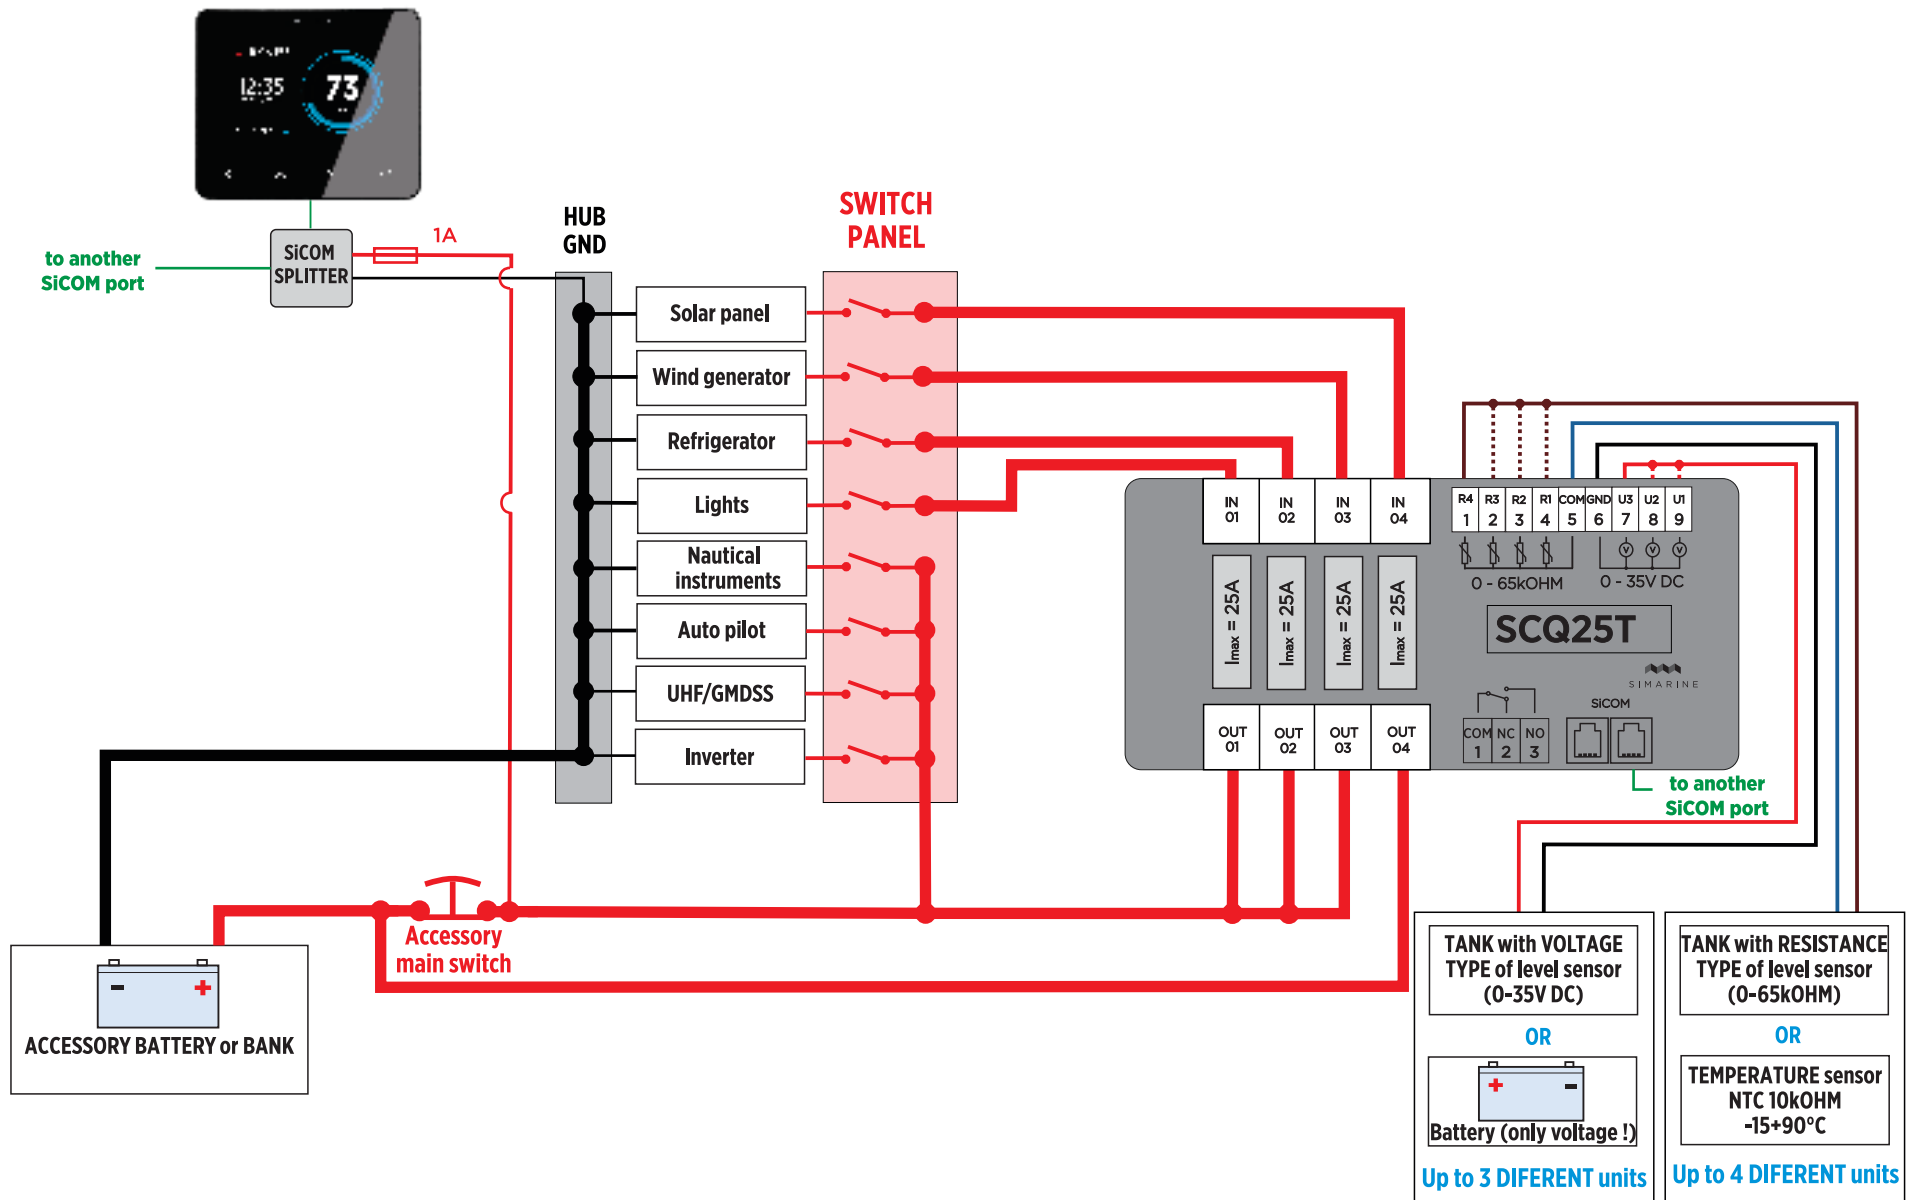 12:35
73
SiCOM
SPLITTER
1A
to another
SiCOM port
HUB
GND
SWITCH
PANEL
Solar panel
Wind generator
Refrigerator
Lights
Nautical
instruments
Auto pilot
UHF/GMDSS
Inverter
IN
01
IN
02
IN
03
IN
04
R4
R3
R2
R1
COM
GND
U3
U2
U1
1
2
3
4
5
6
7
8
9
V
V
V
0 - 65kOHM
0 - 35V DC
Imax = 25A
Imax = 25A
Imax = 25A
Imax = 25A
SCQ25T
SIMARINE
SiCOM
OUT
01
OUT
02
OUT
03
OUT
04
COM
1
NC
2
NO
3
to another
SiCOM port
Accessory
main switch
- +
ACCESSORY BATTERY or BANK
TANK with VOLTAGE
TYPE of level sensor
(0-35V DC)
OR
+ -
Battery (only voltage !)
Up to 3 DIFERENT units
TANK with RESISTANCE
TYPE of level sensor
(0-65kOHM)
OR
TEMPERATURE sensor
NTC 10kOHM
-15+90°C
Up to 4 DIFERENT units